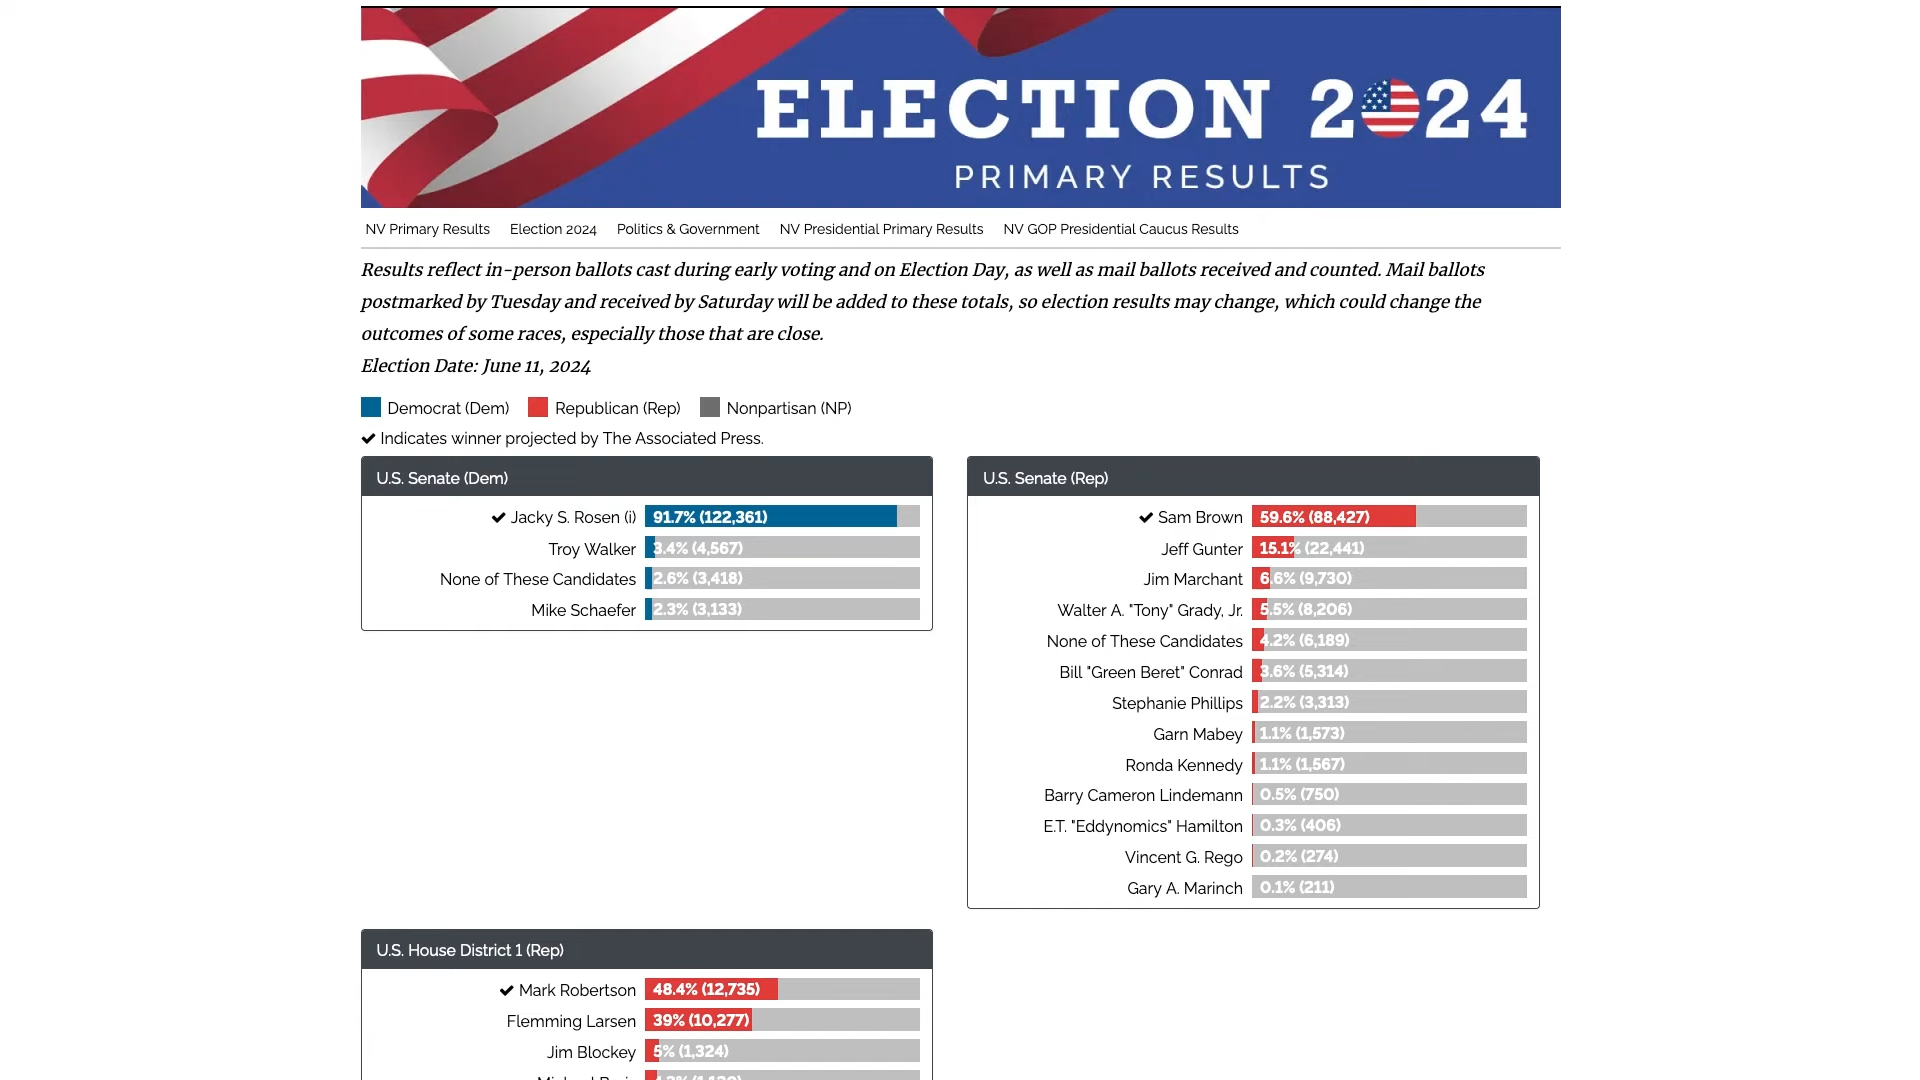 ELECTION 2024
PRIMARY RESULTS
NV Primary Results Election 2024 Politics & Government NV Presidential Primary Results NV GOP Presidential Caucus Results
Results reflect in-person ballots cast during early voting and on Election Day, as well as mail ballots received and counted. Mail ballots
postmarked by Tuesday and received by Saturday will be added to these totals, so election results may change, which could change the
outcomes of some races, especially those that are close.
Election Date: June 11, 2024
Democrat (Dem) Republican (Rep) Nonpartisan (NP)
✔ Indicates winner projected by The Associated Press.
U.S. Senate (Dem)
✔ Jacky S. Rosen (i) 91.7% (122,361)
Troy Walker 3.4% (4,567)
None of These Candidates 2.6% (3,418)
Mike Schaefer 2.3% (3,133)
U.S. Senate (Rep)
✔ Sam Brown 59.6% (88,427)
Jeff Gunter 15.1% (22,441)
Jim Marchant 6.6% (9,730)
Walter A. "Tony" Grady, Jr. 5.5% (8,206)
None of These Candidates 4.2% (6,189)
Bill "Green Beret" Conrad 3.6% (5,314)
Stephanie Phillips 2.2% (3,313)
Garn Mabey 1.1% (1,573)
Ronda Kennedy 1.1% (1,567)
Barry Cameron Lindemann 0.5% (750)
E.T. "Eddynomics" Hamilton 0.3% (406)
Vincent G. Rego 0.2% (274)
Gary A. Marinch 0.1% (211)
U.S. House District 1 (Rep)
✔ Mark Robertson 48.4% (12,735)
Flemming Larsen 39% (10,277)
Jim Blockey 5% (1,324)